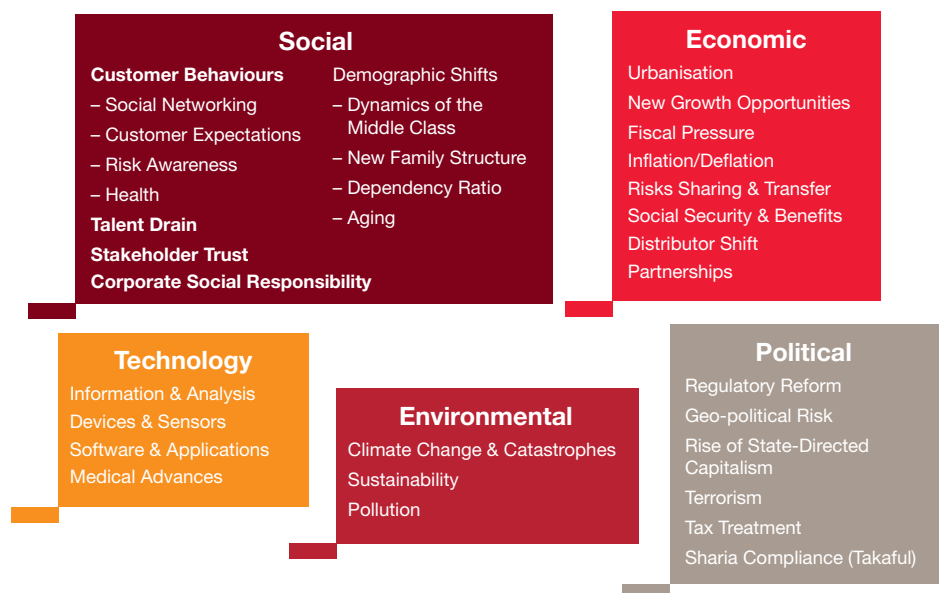 Social
Customer Behaviours
– Social Networking
– Customer Expectations
– Risk Awareness
– Health
Talent Drain
Stakeholder Trust
Corporate Social Responsibility
Demographic Shifts
– Dynamics of the
Middle Class
– New Family Structure
– Dependency Ratio
– Aging
Economic
Urbanisation
New Growth Opportunities
Fiscal Pressure
Inflation/Deflation
Risks Sharing & Transfer
Social Security & Benefits
Distributor Shift
Partnerships
Technology
Information & Analysis
Devices & Sensors
Software & Applications
Medical Advances
Environmental
Climate Change & Catastrophes
Sustainability
Pollution
Political
Regulatory Reform
Geo-political Risk
Rise of State-Directed
Capitalism
Terrorism
Tax Treatment
Sharia Compliance (Takaful)